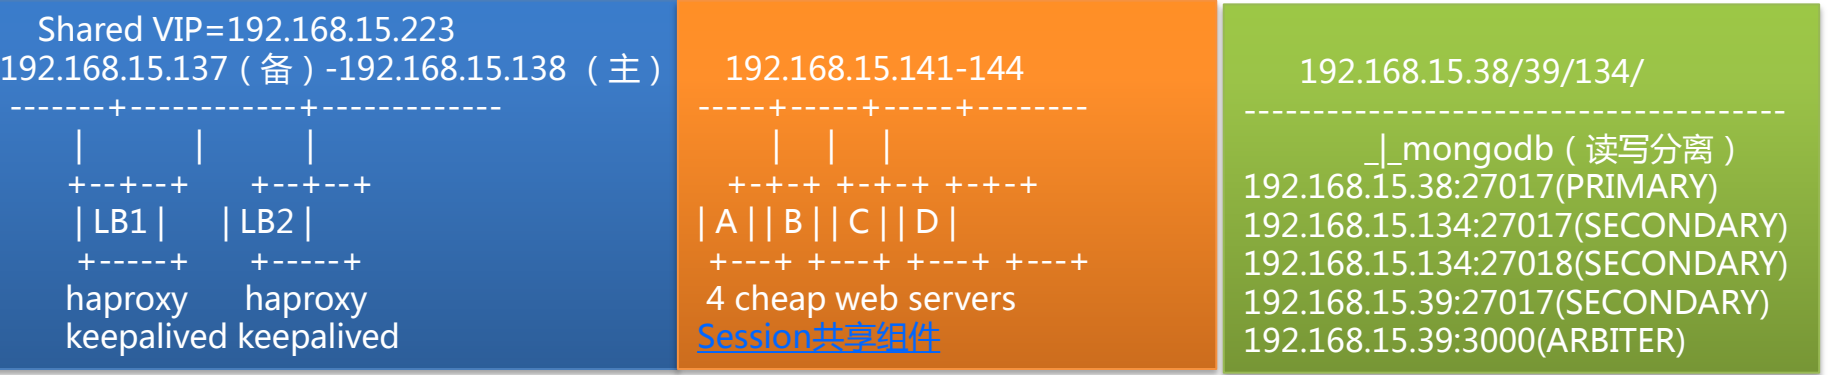 Shared VIP=192.168.15.223
192.168.15.137（备）-192.168.15.138 （主）
-------+------------+-------------
| | |
+--+--+ +--+--+
| LB1 | | LB2 |
+-----+ +-----+
haproxy haproxy
keepalived keepalived
192.168.15.141-144
-----+-----+-----+--------
| | |
+-+-+ +-+-+ +-+-+
| A | | B | | C | | D |
+---+ +---+ +---+ +---+
4 cheap web servers
Session共享组件
192.168.15.38/39/134/
---------------------------------------
_|_mongodb（读写分离）
192.168.15.38:27017(PRIMARY)
192.168.15.134:27017(SECONDARY)
192.168.15.134:27018(SECONDARY)
192.168.15.39:27017(SECONDARY)
192.168.15.39:3000(ARBITER)